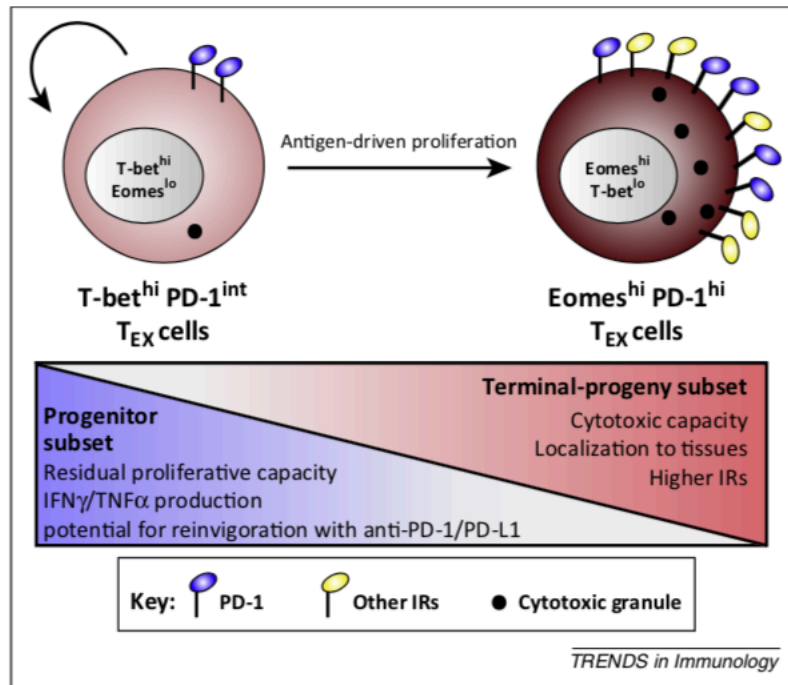 Antigen-driven proliferation
T-bet^hi
Eomes^lo
Eomes^hi
T-bet^lo
T-bet^hi PD-1^int
T_EX cells
Eomes^hi PD-1^hi
T_EX cells
Terminal-progeny subset
Cytotoxic capacity
Localization to tissues
Higher IRs
Progenitor
subset
Residual proliferative capacity
IFNγ/TNFα production
potential for reinvigoration with anti-PD-1/PD-L1
Key: PD-1 Other IRs Cytotoxic granule
TRENDS in Immunology